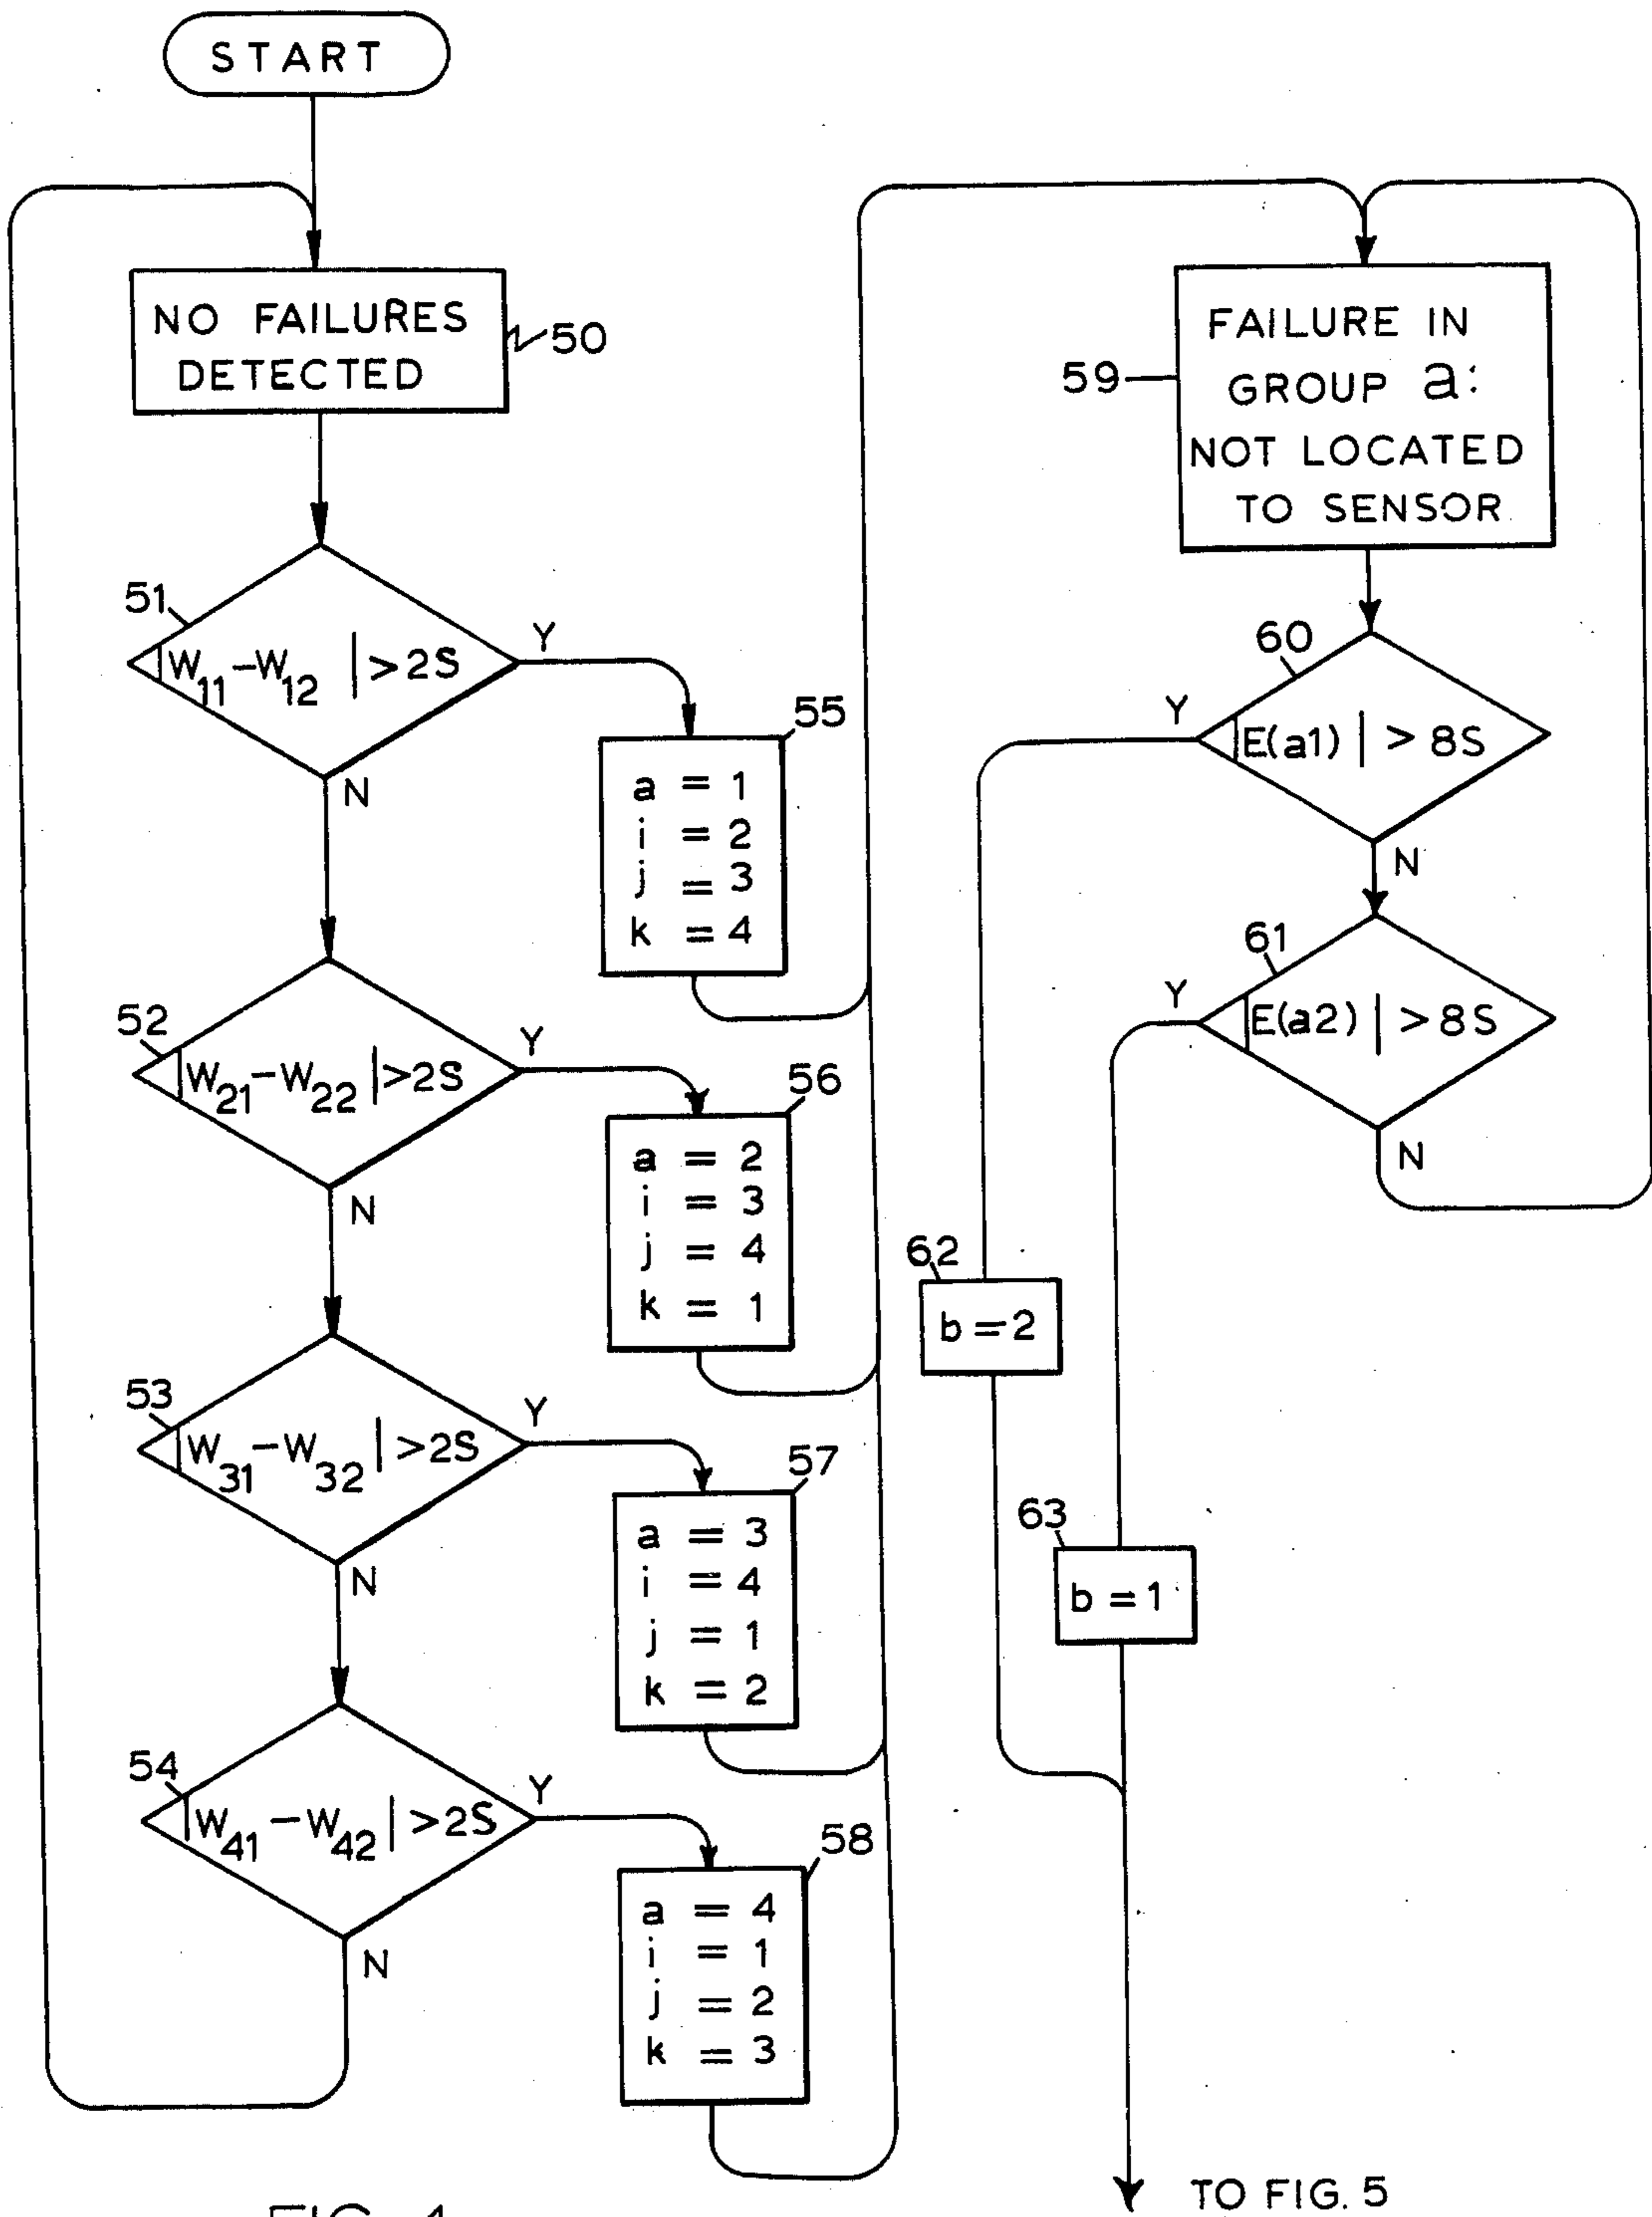 START
NO FAILURES
DETECTED
50
51
|W11-W12|>2S
Y
N
55
a = 1
i = 2
j = 3
k = 4
52
|W21-W22|>2S
Y
N
56
a = 2
i = 3
j = 4
k = 1
53
|W31-W32|>2S
Y
N
57
a = 3
i = 4
j = 1
k = 2
54
|W41-W42|>2S
Y
N
58
a = 4
i = 1
j = 2
k = 3
59
FAILURE IN
GROUP a:
NOT LOCATED
TO SENSOR
60
|E(a1)| > 8S
Y
N
61
|E(a2)| > 8S
Y
N
62
b = 2
63
b = 1
TO FIG. 5